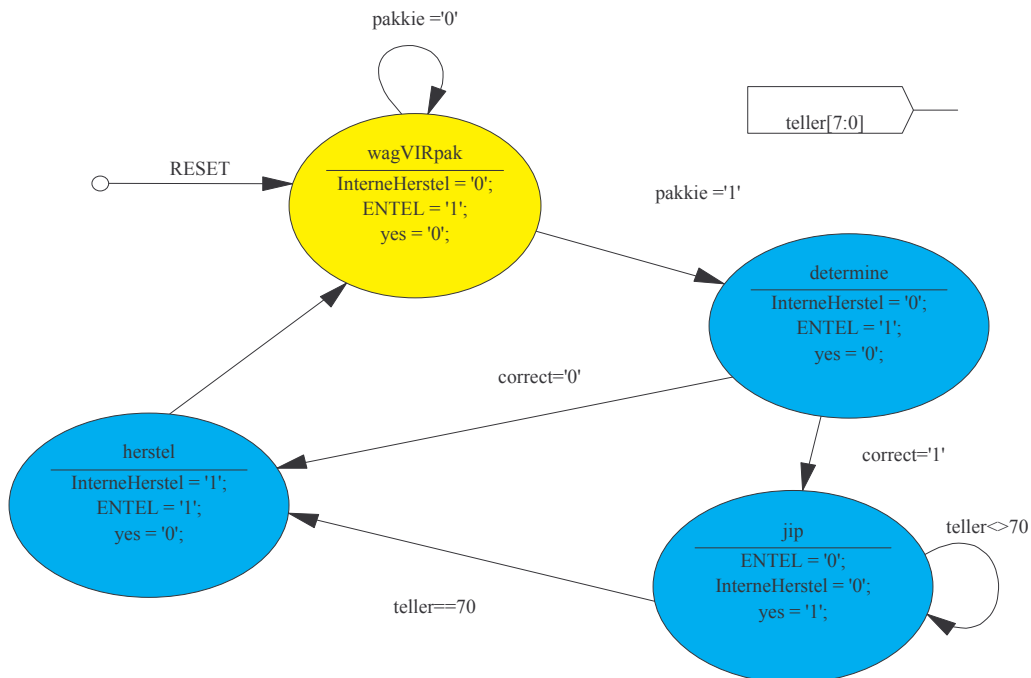 pakkie ='0'
teller[7:0]
RESET
wagVIRpak
InterneHerstel = '0';
ENTEL = '1';
yes = '0';
pakkie ='1'
determine
InterneHerstel = '0';
ENTEL = '1';
yes = '0';
correct='0'
correct='1'
herstel
InterneHerstel = '1';
ENTEL = '1';
yes = '0';
jip
ENTEL = '0';
InterneHerstel = '0';
yes = '1';
teller<>70
teller==70